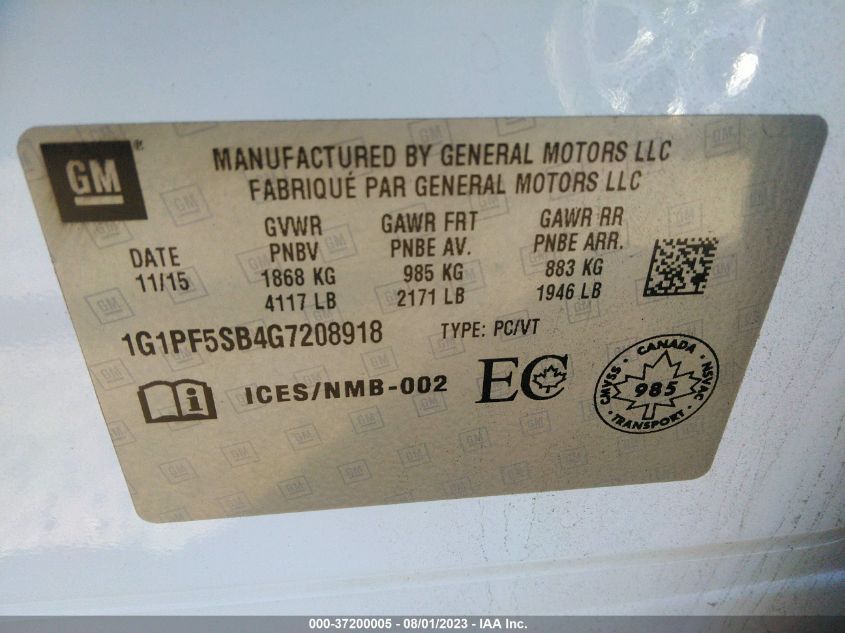 GM ®
MANUFACTURED BY GENERAL MOTORS LLC
FABRIQUÉ PAR GENERAL MOTORS LLC
DATE
11/15
GVWR
PNBV
1868 KG
4117 LB
GAWR FRT
PNBE AV.
985 KG
2171 LB
GAWR RR
PNBE ARR.
883 KG
1946 LB
1G1PF5SB4G7208918 TYPE: PC/VT
i ICES/NMB-002 EC
CANADA
CMVSS 985 NSVAC
TRANSPORT
000-37200005 - 08/01/2023 - IAA Inc.